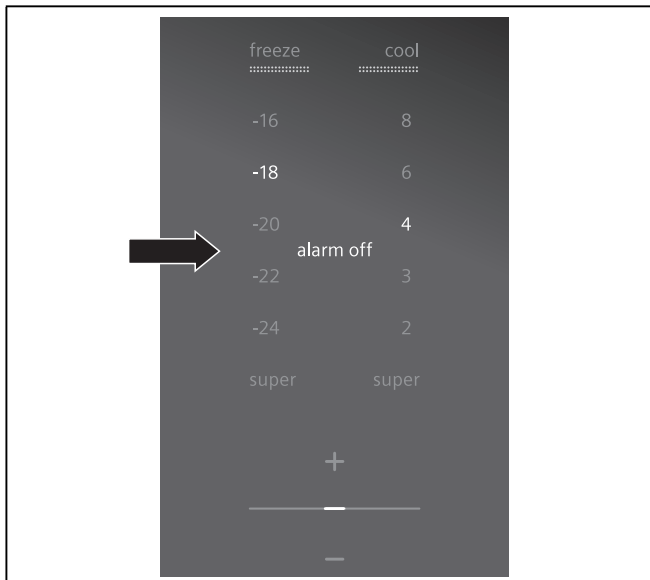 freeze cool
-16 8
-18 6
-20 4
alarm off
-22 3
-24 2
super super
+
−